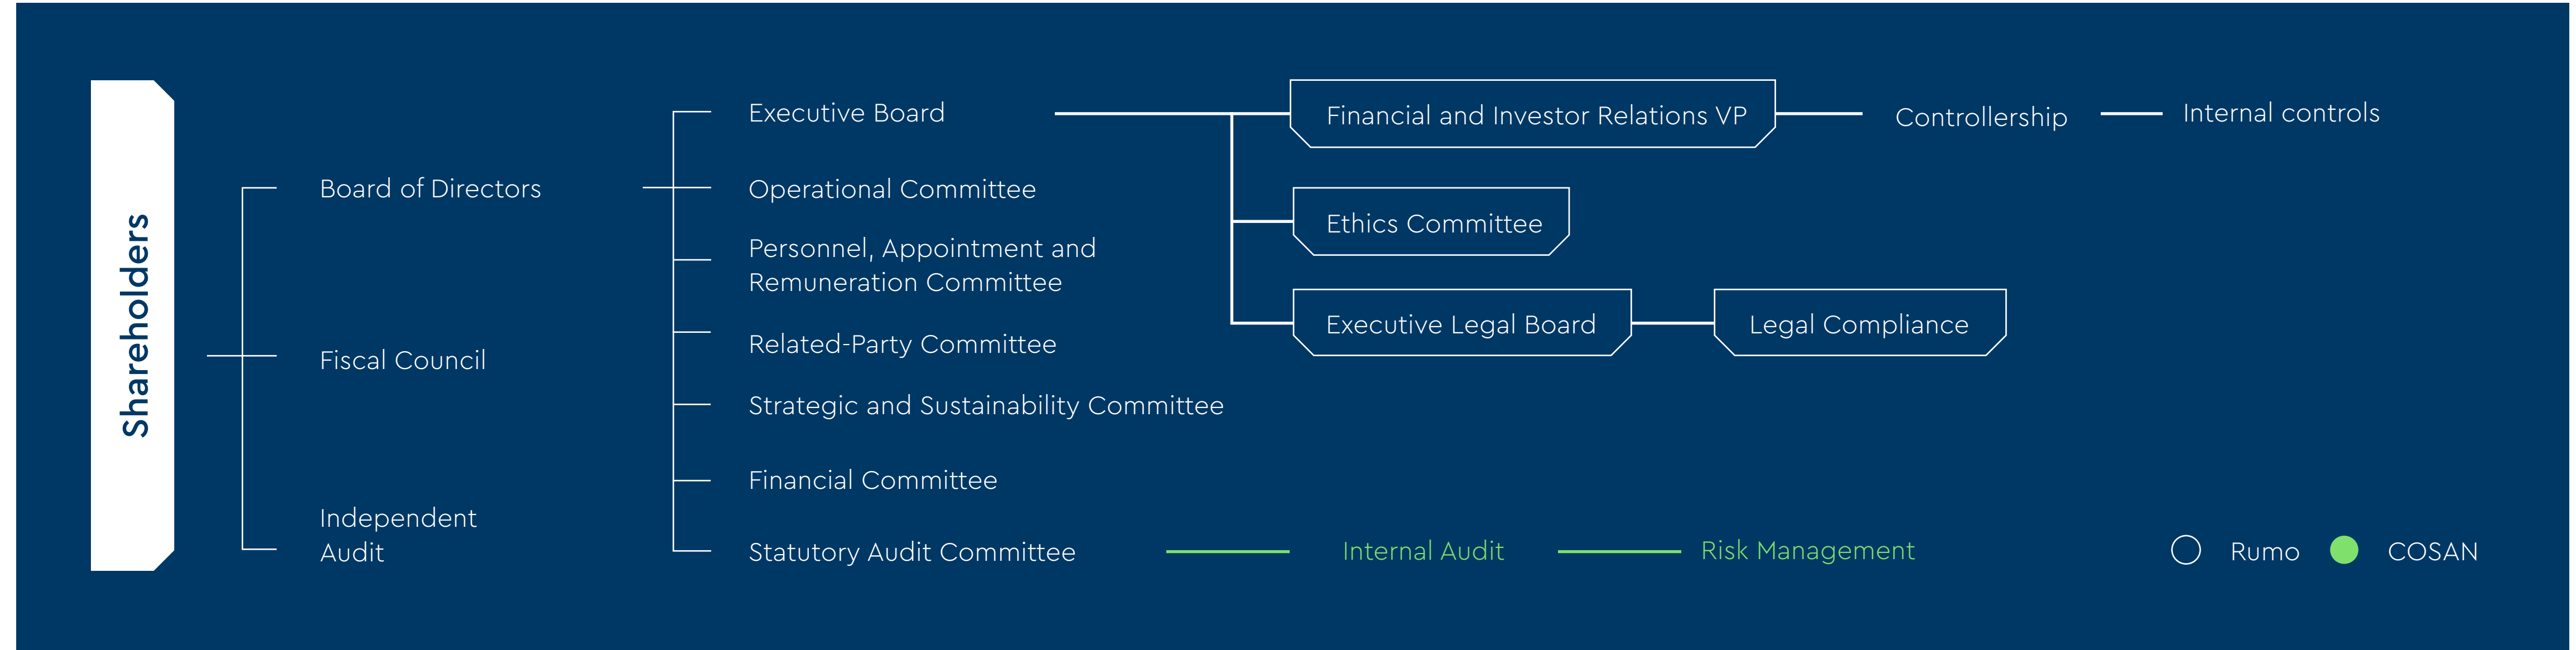 Shareholders
Board of Directors
Fiscal Council
Independent
Audit
Executive Board
Operational Committee
Personnel, Appointment and
Remuneration Committee
Related-Party Committee
Strategic and Sustainability Committee
Financial Committee
Statutory Audit Committee
Financial and Investor Relations VP
Controllership
Internal controls
Ethics Committee
Executive Legal Board
Legal Compliance
Internal Audit
Risk Management
Rumo
COSAN